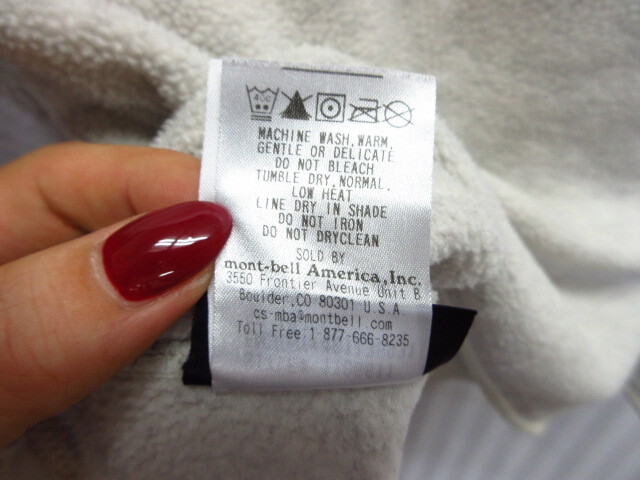 MACHINE WASH, WARM,
GENTLE OR DELICATE
DO NOT BLEACH
TUMBLE DRY, NORMAL,
LOW HEAT
LINE DRY IN SHADE
DO NOT IRON
DO NOT DRYCLEAN
SOLD BY
mont-bell America, Inc.
3550 Frontier Avenue Unit B
Boulder, CO 80301 U.S.A
cs-mba@montbell.com
Toll Free 1-877-666-8235